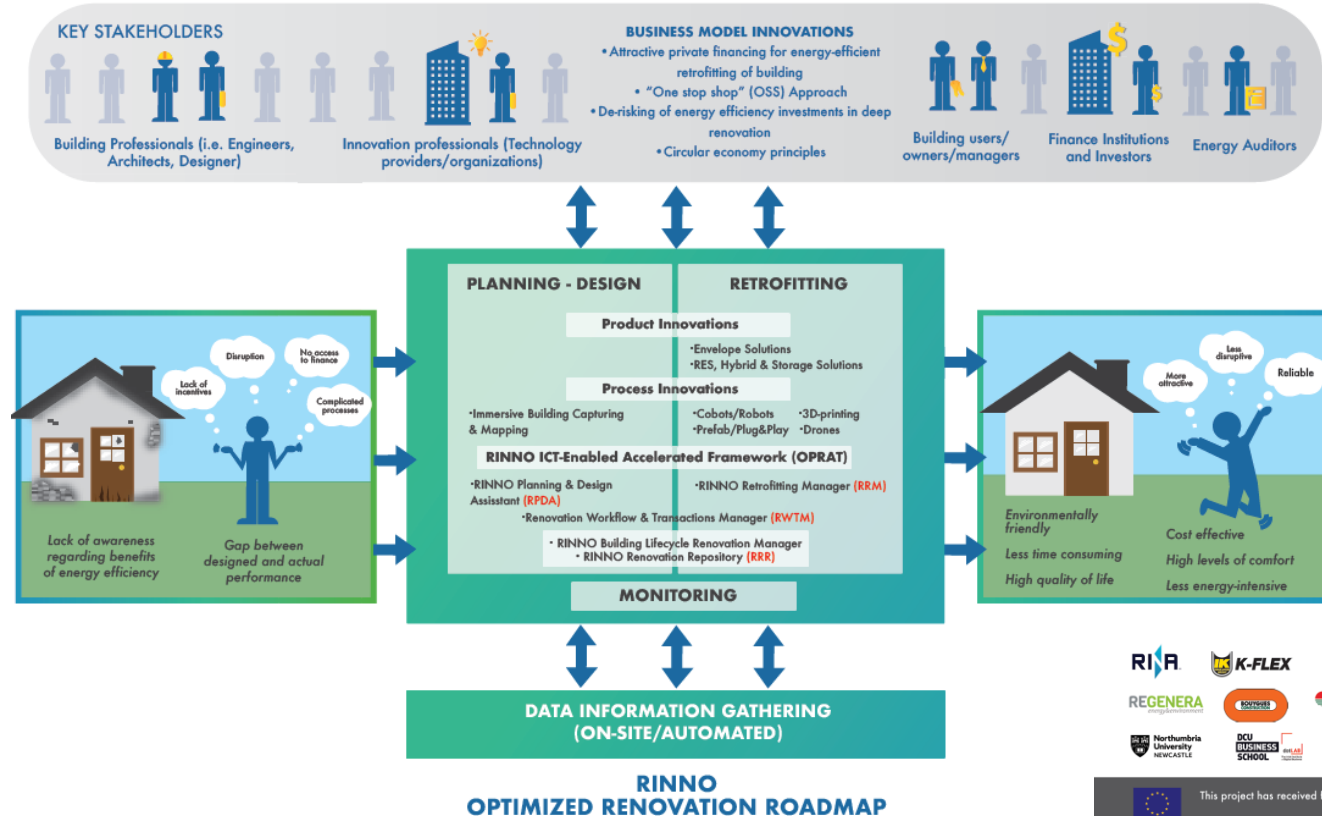 KEY STAKEHOLDERS
Building Professionals (i.e. Engineers,
Architects, Designer)
Innovation professionals (Technology
providers/organizations)
BUSINESS MODEL INNOVATIONS
•Attractive private financing for energy-efficient
retrofitting of building
• "One stop shop" (OSS) Approach
•De-risking of energy efficiency investments in deep
renovation
•Circular economy principles
Building users/
owners/managers
Finance Institutions
and Investors
Energy Auditors
Lack of
incentives
Disruption
No access
to finance
Complicated
processes
Lack of awareness
regarding benefits
of energy efficiency
Gap between
designed and actual
performance
PLANNING - DESIGN
RETROFITTING
Product Innovations
•Envelope Solutions
•RES, Hybrid & Storage Solutions
Process Innovations
•Immersive Building Capturing
& Mapping
•Cobots/Robots •3D-printing
•Prefab/Plug&Play •Drones
RINNO ICT-Enabled Accelerated Framework (OPRAT)
•RINNO Planning & Design
Assistant (RPDA)
•RINNO Retrofitting Manager (RRM)
•Renovation Workflow & Transactions Manager (RWTM)
• RINNO Building Lifecycle Renovation Manager
• RINNO Renovation Repository (RRR)
MONITORING
More
attractive
Less
disruptive
Reliable
Environmentally
friendly
Less time consuming
High quality of life
Cost effective
High levels of comfort
Less energy-intensive
DATA INFORMATION GATHERING
(ON-SITE/AUTOMATED)
RINNO
OPTIMIZED RENOVATION ROADMAP
RINA
K-FLEX
REGENERA
energy&environment
BOUYGUES
CONSTRUCTION
Northumbria
University
NEWCASTLE
DCU
BUSINESS
SCHOOL
This project has received f